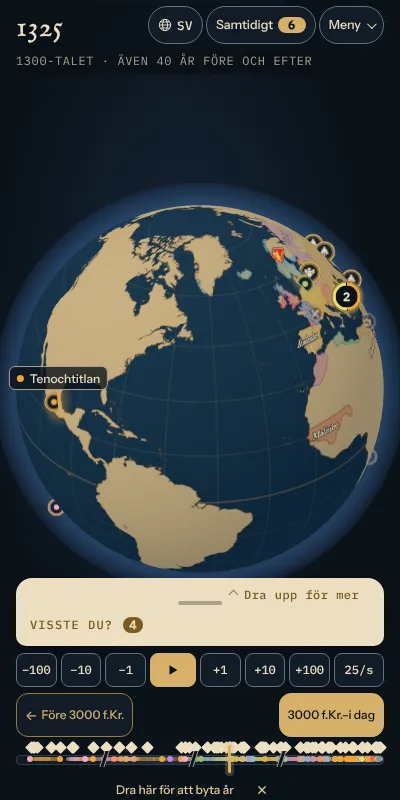 1325
SV
Samtidigt 6
Meny
1300-TALET · ÄVEN 40 ÅR FÖRE OCH EFTER
2
Tenochtitlan
Dra upp för mer
VISSTE DU? 4
−100 −10 −1 +1 +10 +100 25/s
← Före 3000 f.Kr.
3000 f.Kr.–i dag
Dra här för att byta år ×